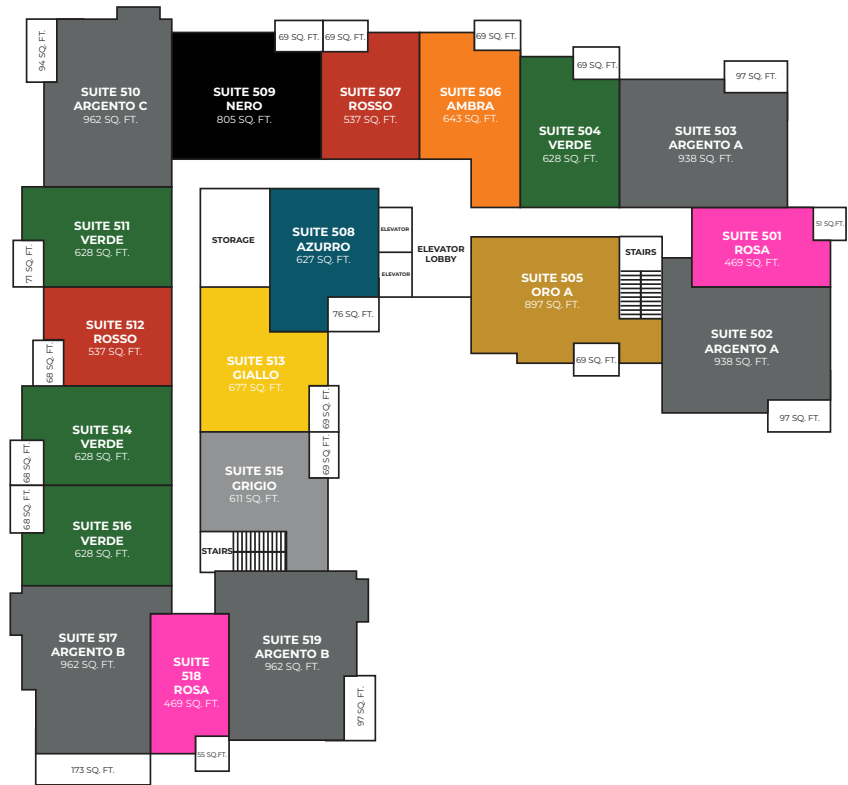 94 SQ. FT.
SUITE 510
ARGENTO C
962 SQ. FT.
69 SQ. FT.
SUITE 509
NERO
805 SQ. FT.
69 SQ. FT.
SUITE 507
ROSSO
537 SQ. FT.
69 SQ. FT.
SUITE 506
AMBRA
643 SQ. FT.
69 SQ. FT.
SUITE 504
VERDE
628 SQ. FT.
97 SQ. FT.
SUITE 503
ARGENTO A
938 SQ. FT.
SUITE 511
VERDE
628 SQ. FT.
71 SQ. FT.
STORAGE
SUITE 508
AZURRO
627 SQ. FT.
76 SQ. FT.
ELEVATOR
ELEVATOR
ELEVATOR
LOBBY
SUITE 505
ORO A
897 SQ. FT.
69 SQ. FT.
STAIRS
SUITE 501
ROSA
469 SQ. FT.
51 SQ.FT.
SUITE 502
ARGENTO A
938 SQ. FT.
97 SQ. FT.
SUITE 512
ROSSO
537 SQ. FT.
68 SQ. FT.
SUITE 513
GIALLO
677 SQ. FT.
69 SQ. FT.
SUITE 514
VERDE
628 SQ. FT.
68 SQ. FT.
SUITE 515
GRIGIO
611 SQ. FT.
69 SQ. FT.
STAIRS
SUITE 516
VERDE
628 SQ. FT.
68 SQ. FT.
SUITE 517
ARGENTO B
962 SQ. FT.
173 SQ. FT.
SUITE
518
ROSA
469 SQ. FT.
55 SQ.FT.
SUITE 519
ARGENTO B
962 SQ. FT.
97 SQ. FT.